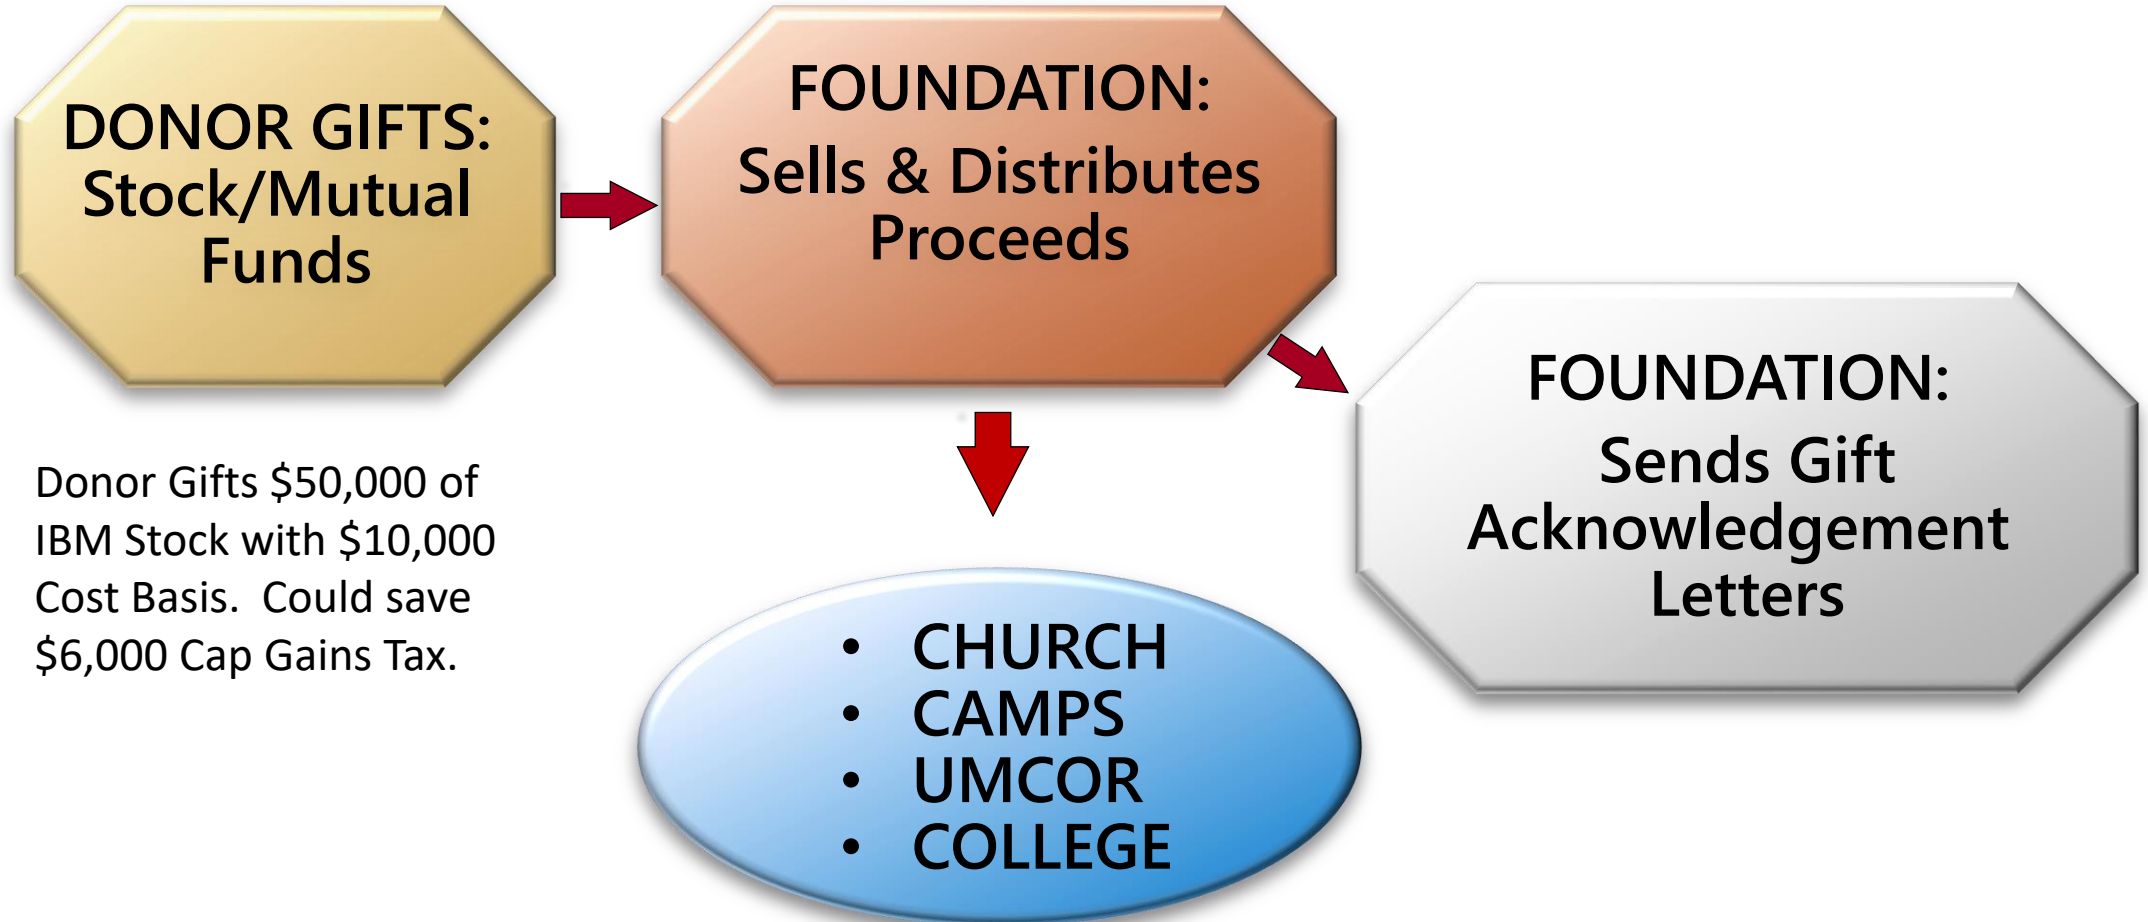 DONOR GIFTS:
Stock/Mutual
Funds
FOUNDATION:
Sells & Distributes
Proceeds
FOUNDATION:
Sends Gift
Acknowledgement
Letters
Donor Gifts $50,000 of
IBM Stock with $10,000
Cost Basis.  Could save
$6,000 Cap Gains Tax.
• CHURCH
• CAMPS
• UMCOR
• COLLEGE